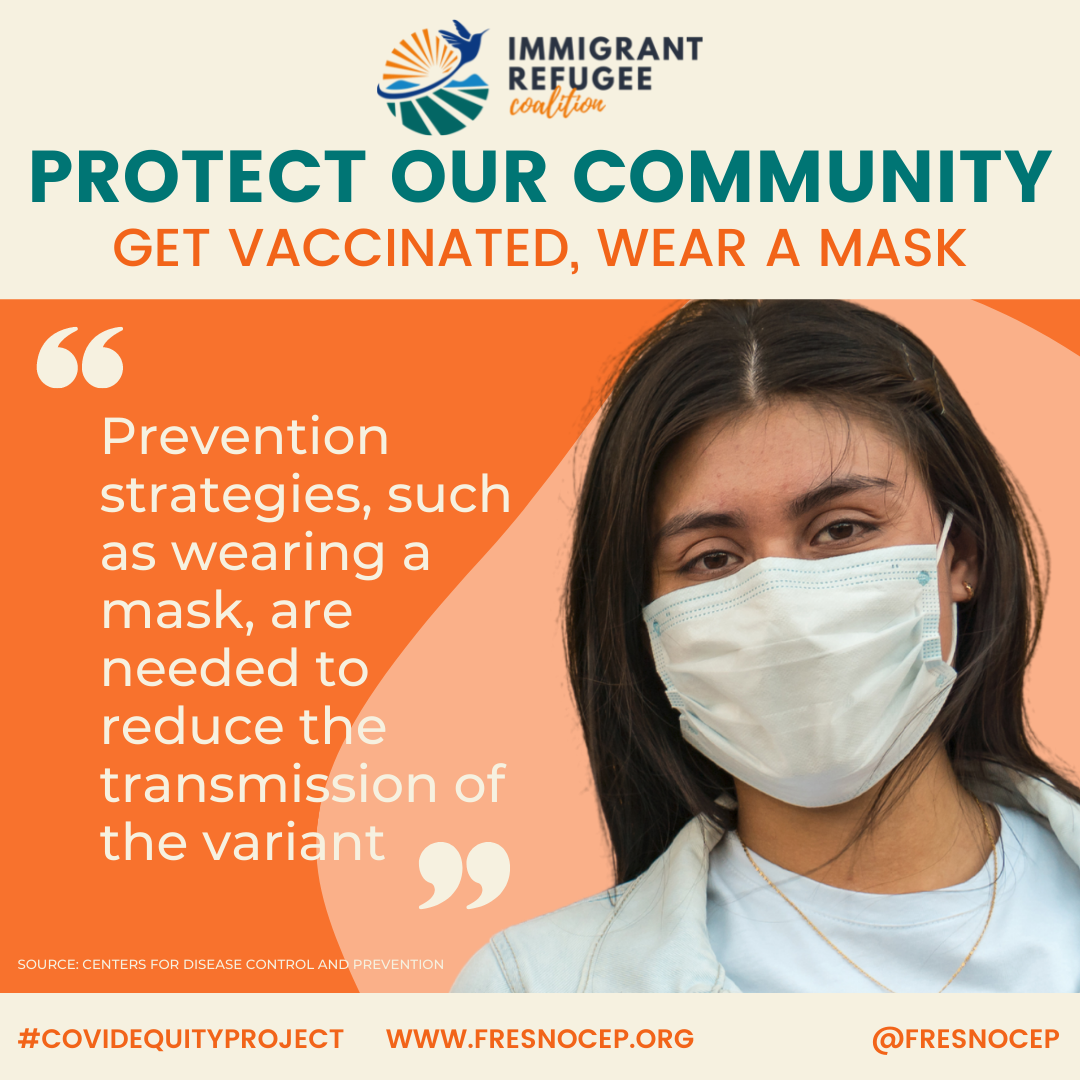 IMMIGRANT
REFUGEE
coalition
PROTECT OUR COMMUNITY
GET VACCINATED, WEAR A MASK
“
Prevention
strategies, such
as wearing a
mask, are
needed to
reduce the
transmission of
the variant
”
SOURCE: CENTERS FOR DISEASE CONTROL AND PREVENTION
#COVIDEQUITYPROJECT WWW.FRESNOCEP.ORG @FRESNOCEP